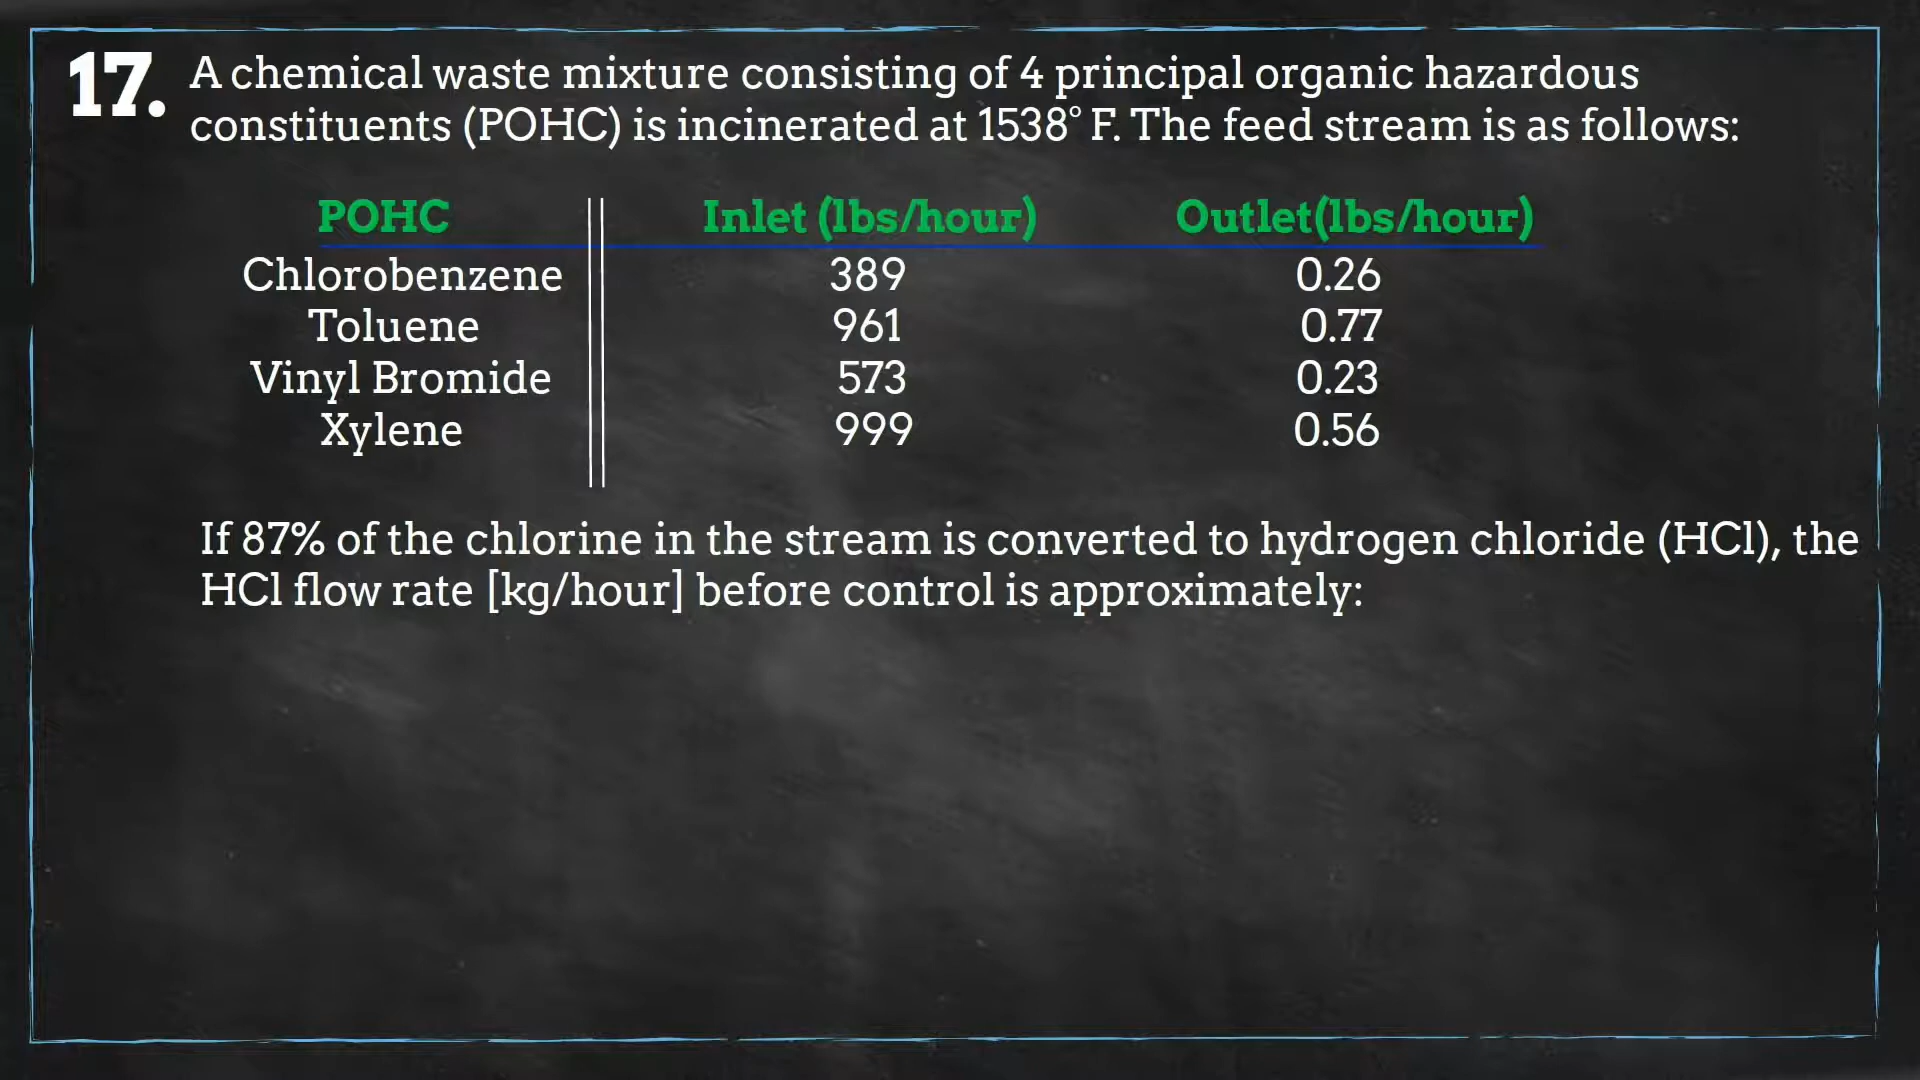 17. A chemical waste mixture consisting of 4 principal organic hazardous
constituents (POHC) is incinerated at 1538° F. The feed stream is as follows:
POHC Inlet (lbs/hour) Outlet(lbs/hour)
Chlorobenzene 389 0.26
Toluene 961 0.77
Vinyl Bromide 573 0.23
Xylene 999 0.56
If 87% of the chlorine in the stream is converted to hydrogen chloride (HCl), the
HCl flow rate [kg/hour] before control is approximately: